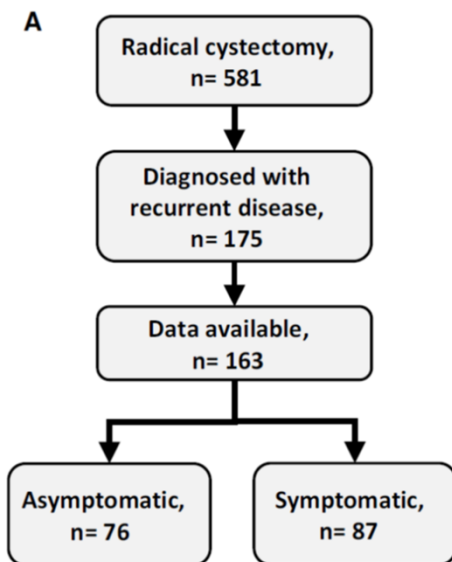 A
Radical cystectomy,
n= 581
Diagnosed with
recurrent disease,
n= 175
Data available,
n= 163
Asymptomatic,
n= 76
Symptomatic,
n= 87